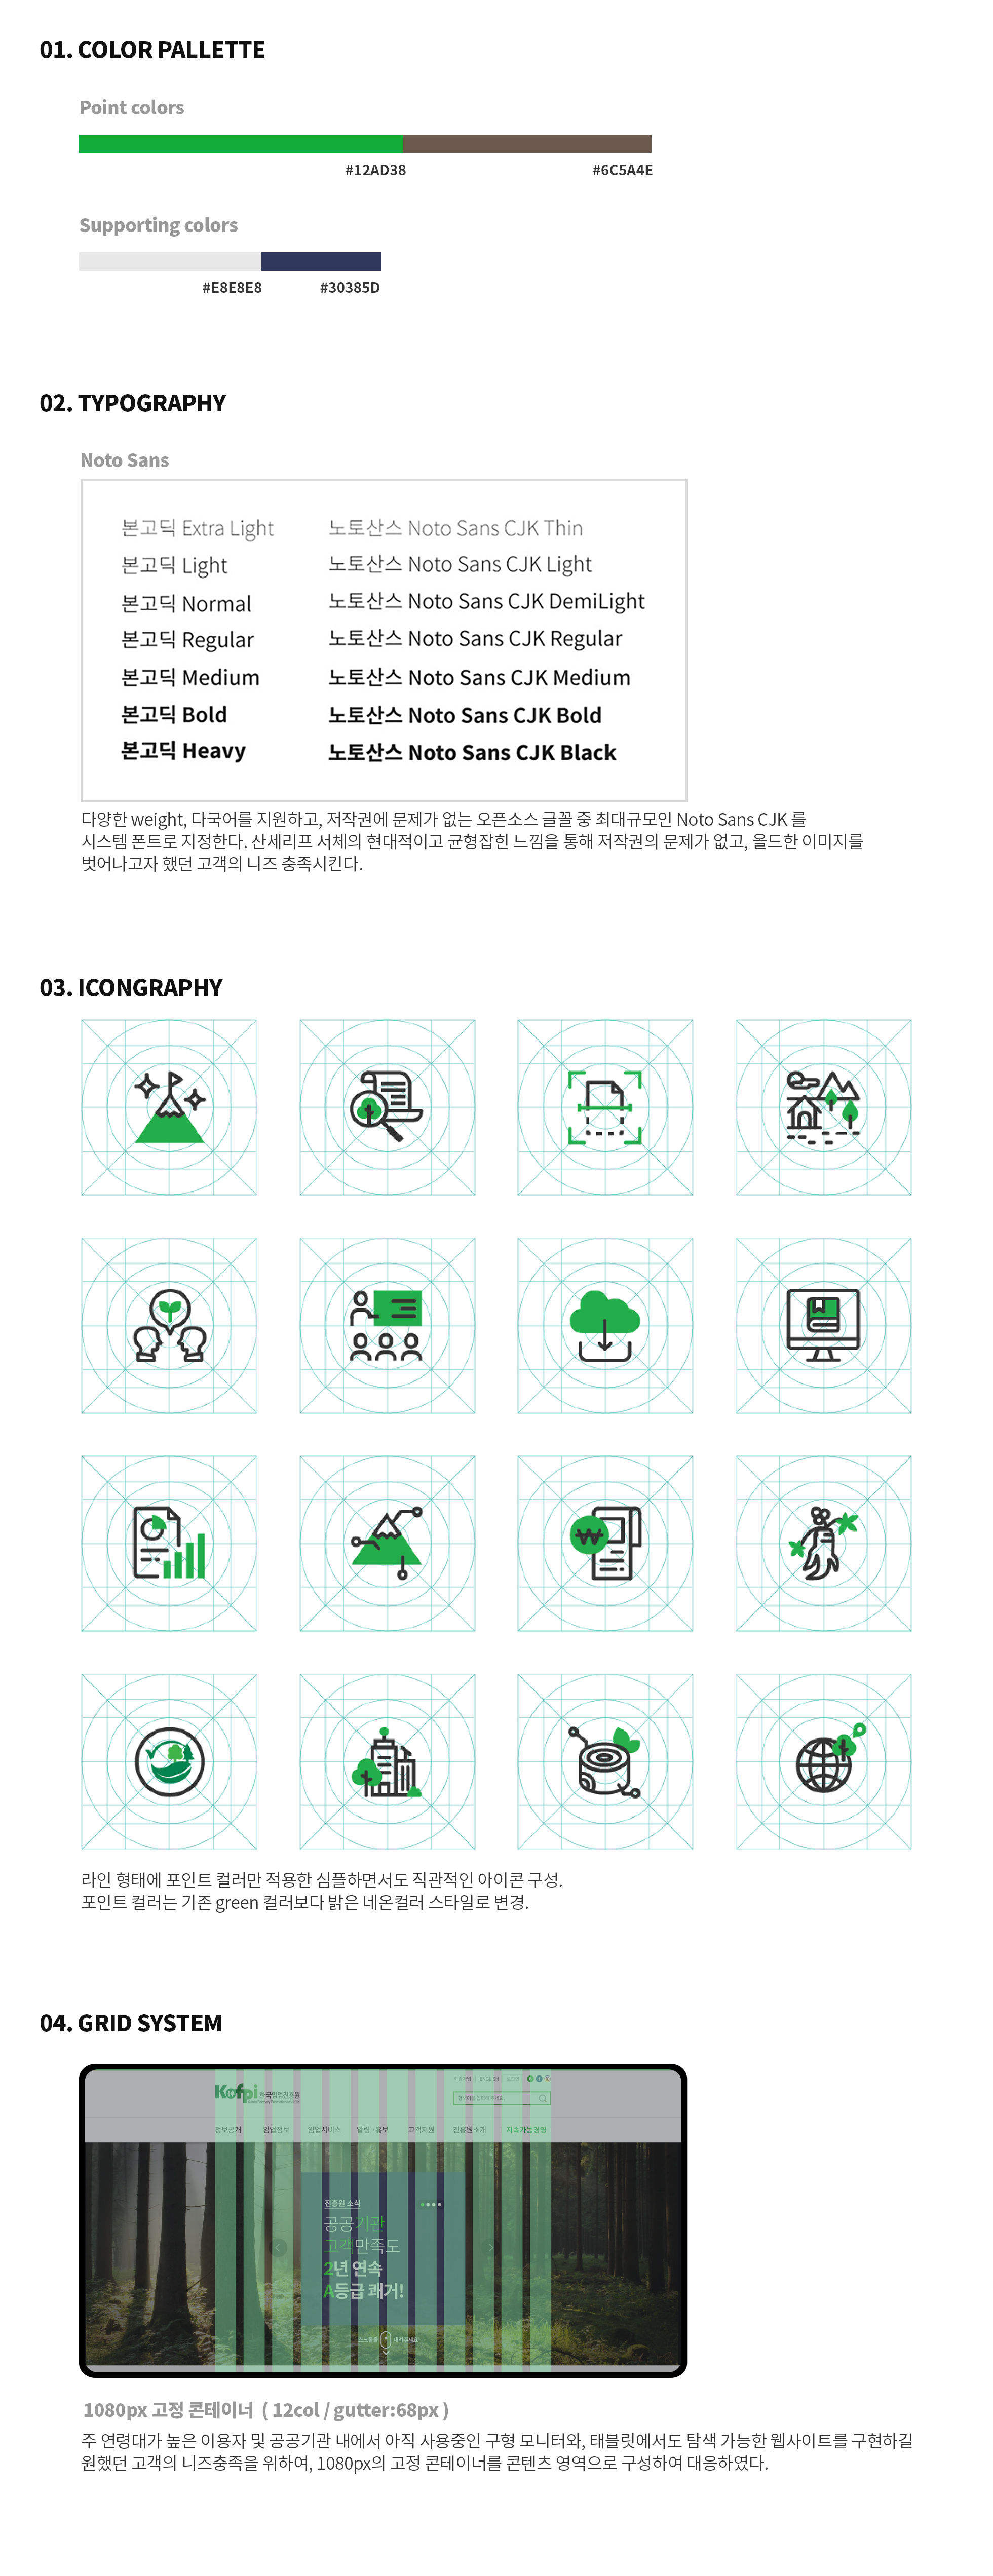 01. COLOR PALLETTE
Point colors
#12AD38
#6C5A4E
Supporting colors
#E8E8E8
#30385D
02. TYPOGRAPHY
Noto Sans
본고딕 Extra Light
노토산스 Noto Sans CJK Thin
본고딕 Light
노토산스 Noto Sans CJK Light
본고딕 Normal
노토산스 Noto Sans CJK DemiLight
본고딕 Regular
노토산스 Noto Sans CJK Regular
본고딕 Medium
노토산스 Noto Sans CJK Medium
본고딕 Bold
노토산스 Noto Sans CJK Bold
본고딕 Heavy
노토산스 Noto Sans CJK Black
다양한 weight, 다국어를 지원하고, 저작권에 문제가 없는 오픈소스 글꼴 중 최대규모인 Noto Sans CJK 를
시스템 폰트로 지정한다. 산세리프 서체의 현대적이고 균형잡힌 느낌을 통해 저작권의 문제가 없고, 올드한 이미지를
벗어나고자 했던 고객의 니즈 충족시킨다.
03. ICONGRAPHY
라인 형태에 포인트 컬러만 적용한 심플하면서도 직관적인 아이콘 구성.
포인트 컬러는 기존 green 컬러보다 밝은 네온컬러 스타일로 변경.
04. GRID SYSTEM
ENGLISH
Kofpi 한국임업진흥원
정보공개 임업정보 임업서비스 알림·홍보 고객지원 진흥원소개 지속가능경영
진흥원 소식
공공기관
고객만족도
2년 연속
A등급 쾌거!
1080px 고정 콘테이너 ( 12col / gutter:68px )
주 연령대가 높은 이용자 및 공공기관 내에서 아직 사용중인 구형 모니터와, 태블릿에서도 탐색 가능한 웹사이트를 구현하길
원했던 고객의 니즈충족을 위하여, 1080px의 고정 콘테이너를 콘텐츠 영역으로 구성하여 대응하였다.